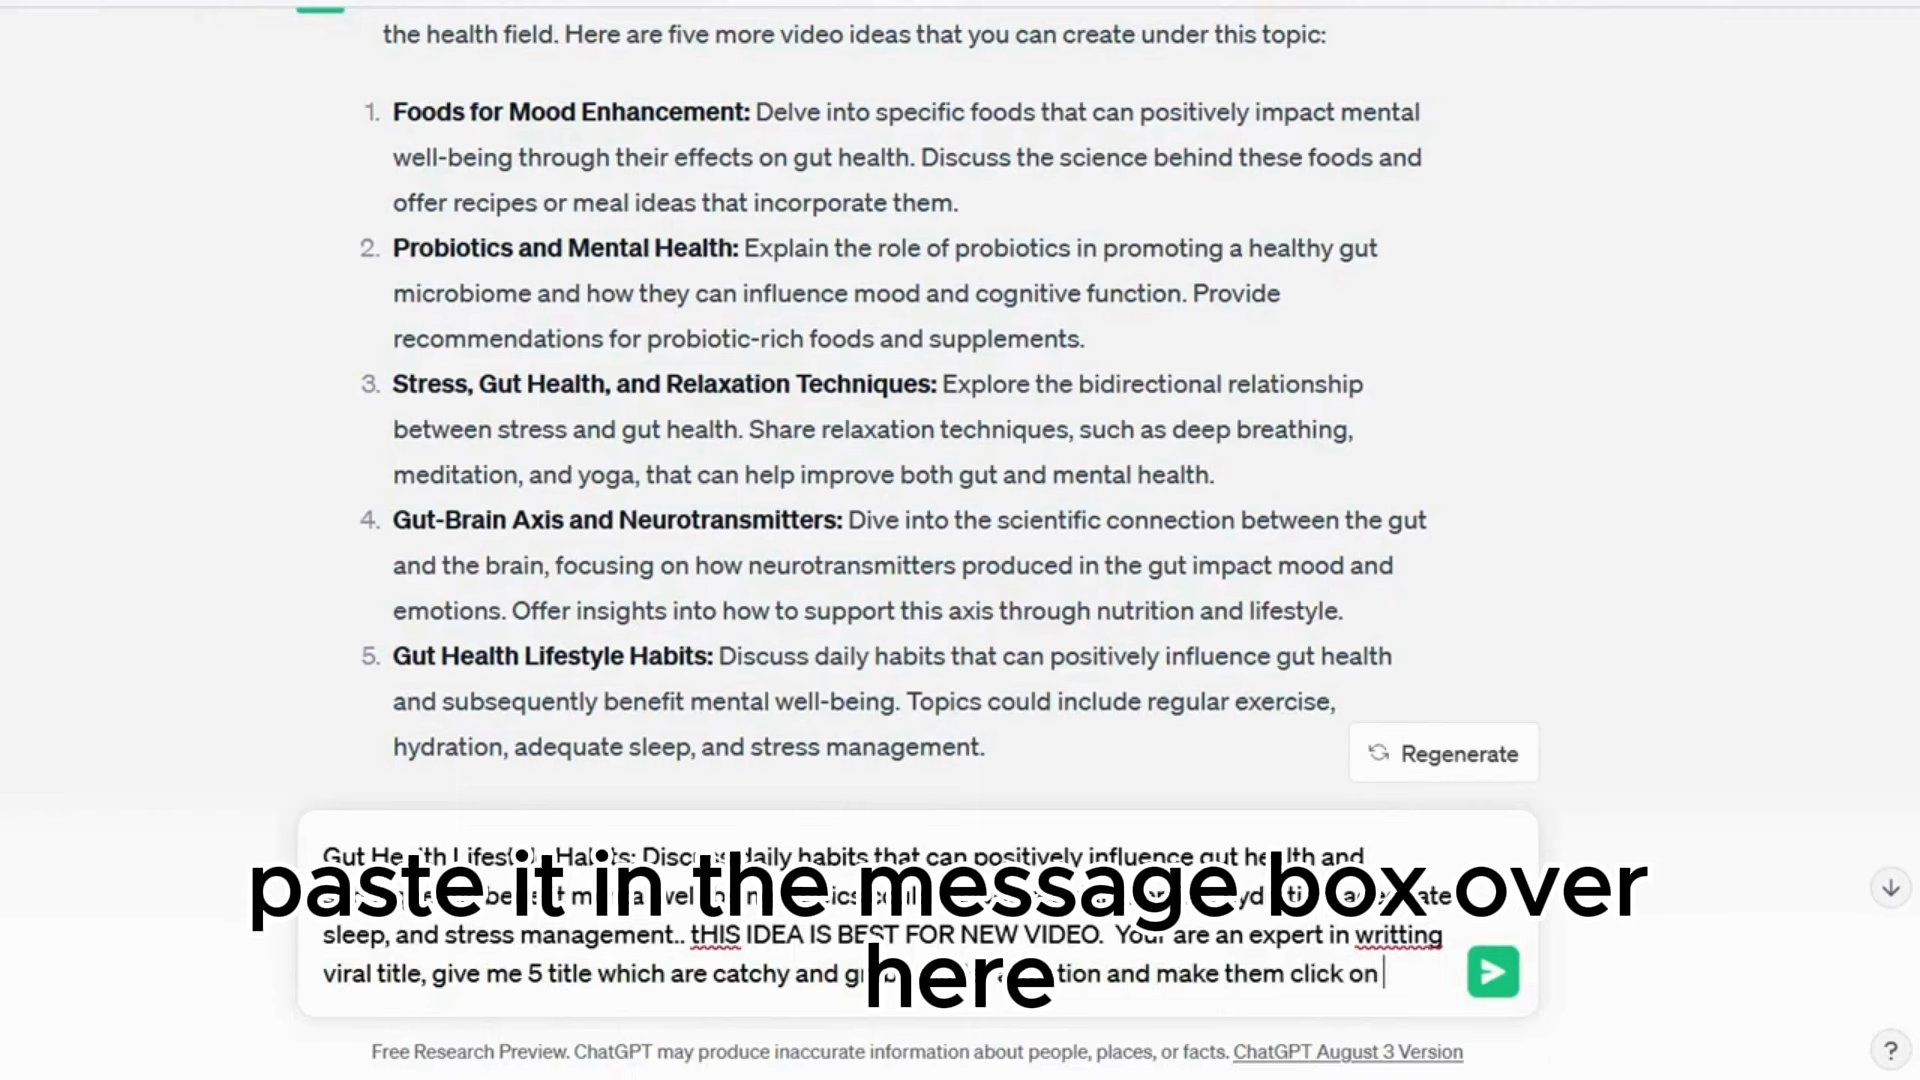 the health field. Here are five more video ideas that you can create under this topic:
1. Foods for Mood Enhancement: Delve into specific foods that can positively impact mental
well-being through their effects on gut health. Discuss the science behind these foods and
offer recipes or meal ideas that incorporate them.
2. Probiotics and Mental Health: Explain the role of probiotics in promoting a healthy gut
microbiome and how they can influence mood and cognitive function. Provide
recommendations for probiotic-rich foods and supplements.
3. Stress, Gut Health, and Relaxation Techniques: Explore the bidirectional relationship
between stress and gut health. Share relaxation techniques, such as deep breathing,
meditation, and yoga, that can help improve both gut and mental health.
4. Gut-Brain Axis and Neurotransmitters: Dive into the scientific connection between the gut
and the brain, focusing on how neurotransmitters produced in the gut impact mood and
emotions. Offer insights into how to support this axis through nutrition and lifestyle.
5. Gut Health Lifestyle Habits: Discuss daily habits that can positively influence gut health
and subsequently benefit mental well-being. Topics could include regular exercise,
hydration, adequate sleep, and stress management.
Regenerate
Gut Health Lifestyle Habits: Discuss daily habits that can positively influence gut health and
paste it in the message box over
sleep, and stress management.. tHIS IDEA IS BEST FOR NEW VIDEO. Your are an expert in writting
viral title, give me 5 title which are catchy and and make them click on
here
Free Research Preview. ChatGPT may produce inaccurate information about people, places, or facts. ChatGPT August 3 Version
?